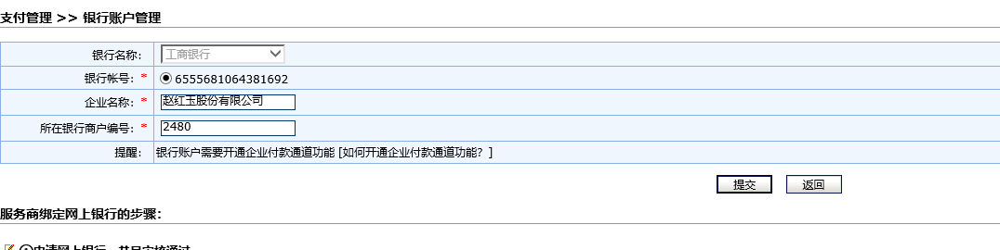 支付管理 >> 银行账户管理
银行名称: 工商银行
银行帐号: * 6555681064381692
企业名称: * 赵红玉股份有限公司
所在银行商户编号: * 2480
提醒: 银行账户需要开通企业付款通道功能 [如何开通企业付款通道功能? ]
提交 返回
服务商绑定网上银行的步骤:
①申请网上银行，并且审核通过